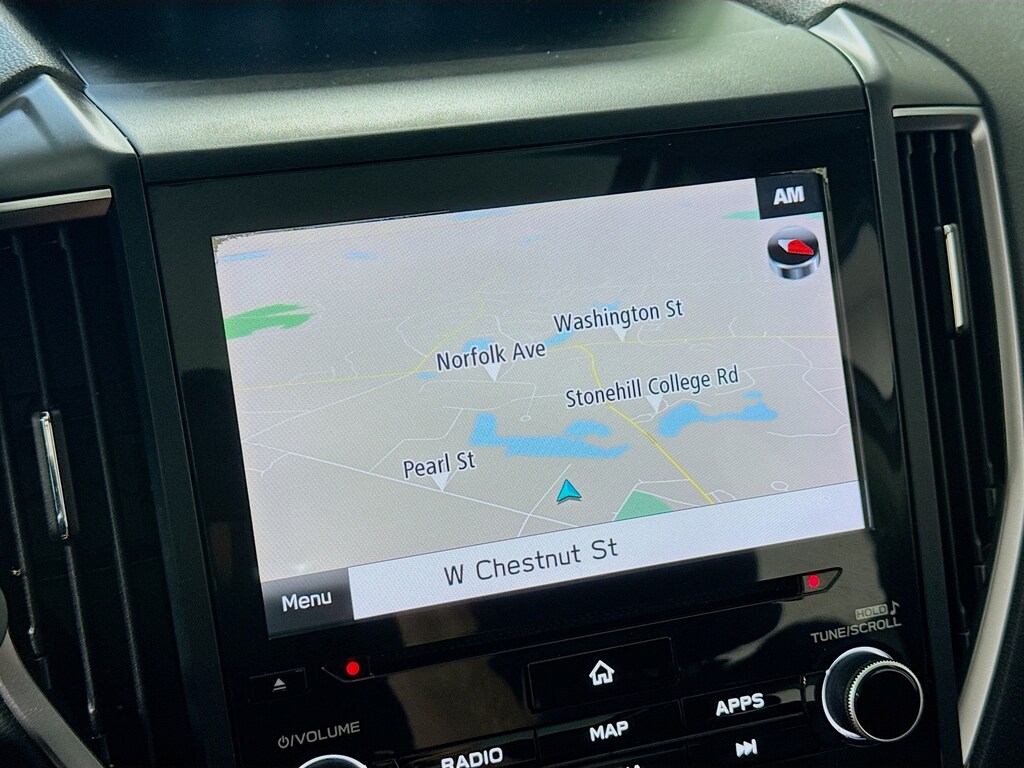 AM
Washington St
Norfolk Ave
Stonehill College Rd
Pearl St
W Chestnut St
Menu
HOLD
TUNE/SCROLL
/VOLUME
RADIO
MAP
APPS